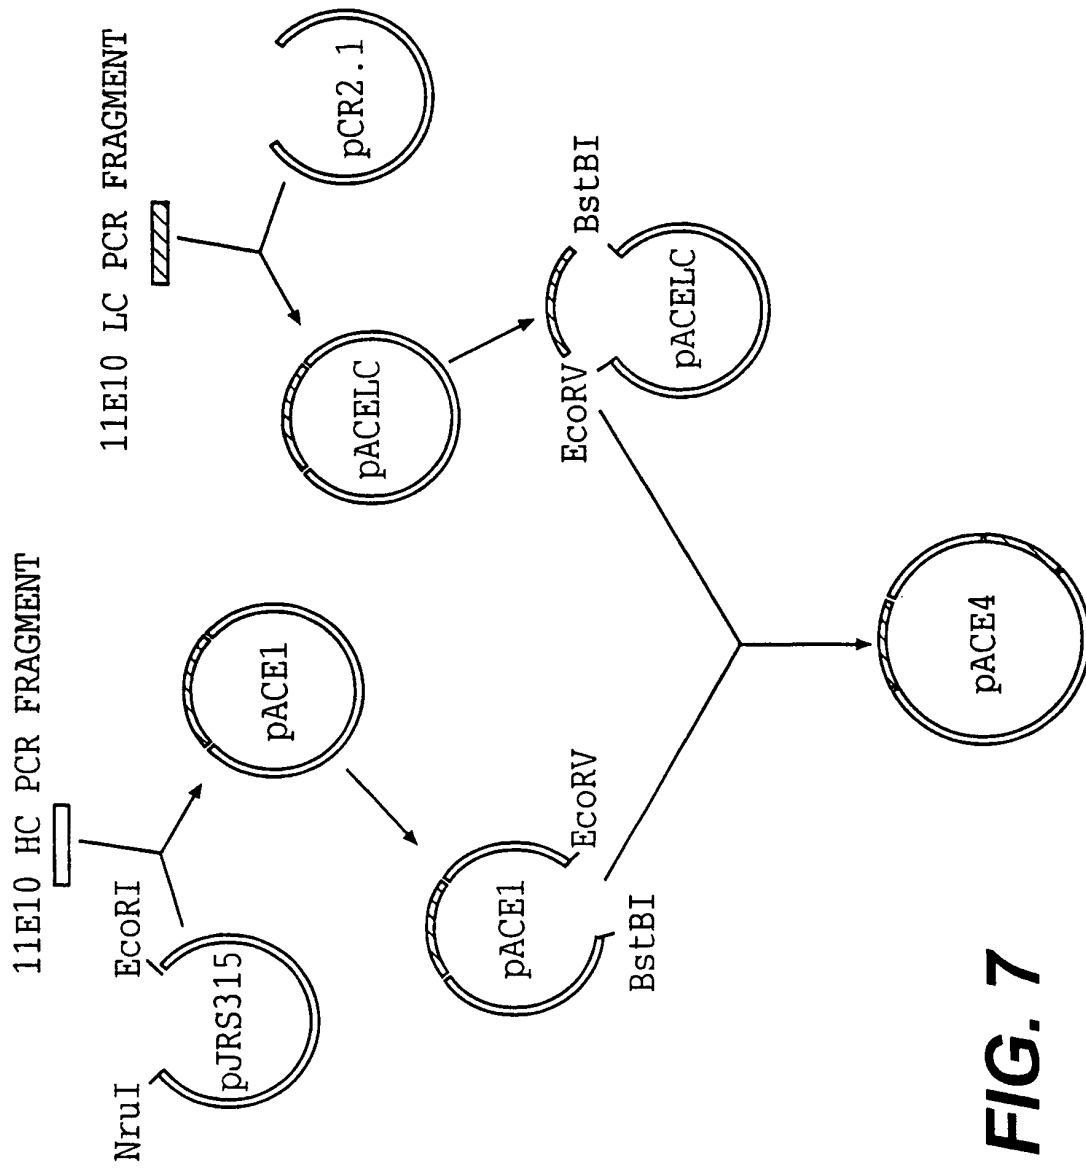 11E10 HC PCR FRAGMENT
NruI
EcoRI
pJRS315
pACE1
pACE1
EcoRV
BstBI
11E10 LC PCR FRAGMENT
pCR2.1
pACELC
EcoRV
BstBI
pACELC
pACE4
FIG. 7